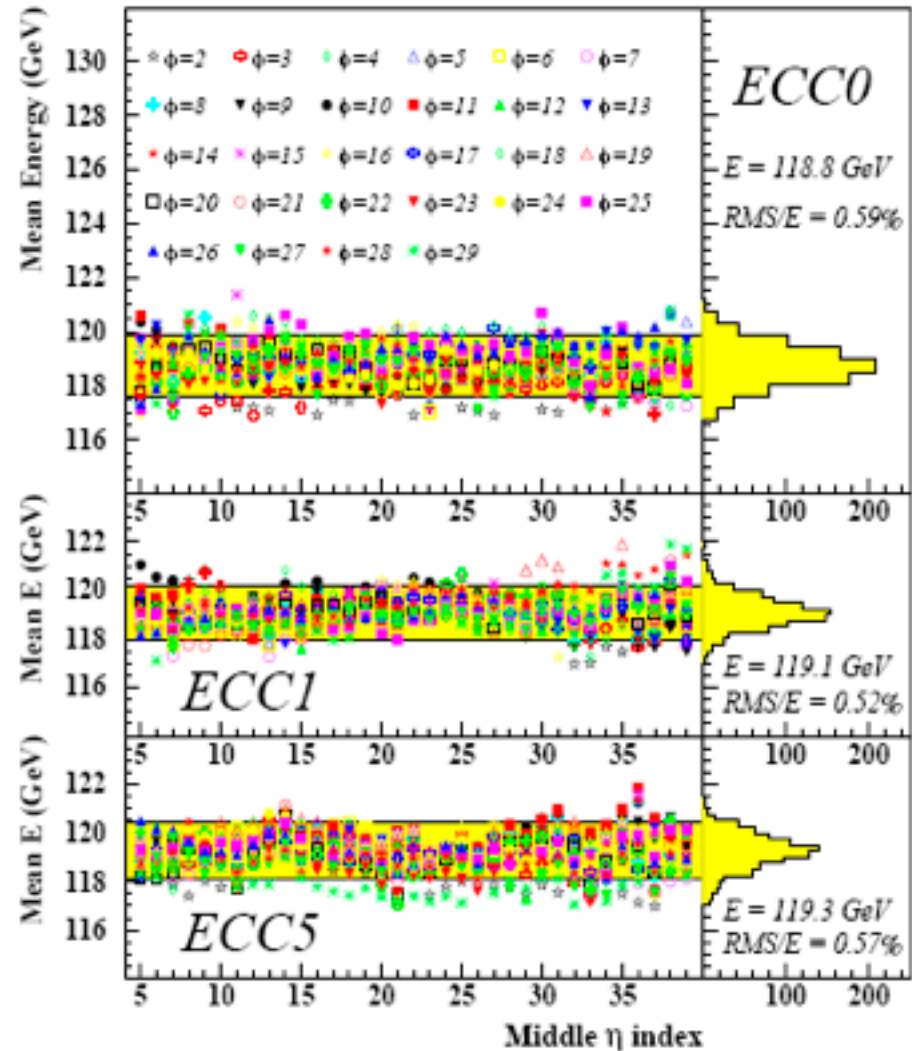 Mean Energy (GeV)
130
128
126
124
122
120
118
116
☆ ϕ=2 ϕ=3 ◊ ϕ=4 △ ϕ=5 □ ϕ=6 ○ ϕ=7
✚ ϕ=8 ▼ ϕ=9 ● ϕ=10 ■ ϕ=11 ▲ ϕ=12 ▼ ϕ=13
★ ϕ=14 ϕ=15 ϕ=16 ϕ=17 ◊ ϕ=18 △ ϕ=19
□ ϕ=20 ○ ϕ=21 ✚ ϕ=22 ▼ ϕ=23 ● ϕ=24 ■ ϕ=25
▲ ϕ=26 ▼ ϕ=27 ★ ϕ=28 ϕ=29
ECC0
E = 118.8 GeV
RMS/E = 0.59%
5 10 15 20 25 30 35 100 200
Mean E (GeV)
122
120
118
116
ECC1
E = 119.1 GeV
RMS/E = 0.52%
5 10 15 20 25 30 35 100 200
Mean E (GeV)
122
120
118
116
ECC5
E = 119.3 GeV
RMS/E = 0.57%
5 10 15 20 25 30 35 100 200
Middle η index